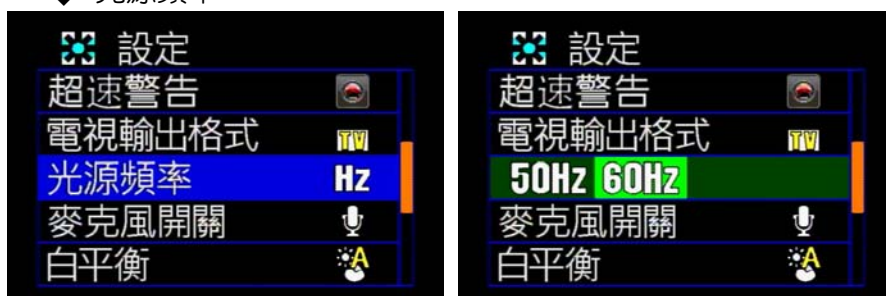 設定
超速警告
電視輸出格式 TV
光源頻率 Hz
麥克風開關
白平衡 A
設定
超速警告
電視輸出格式 TV
50Hz 60Hz
麥克風開關
白平衡 A